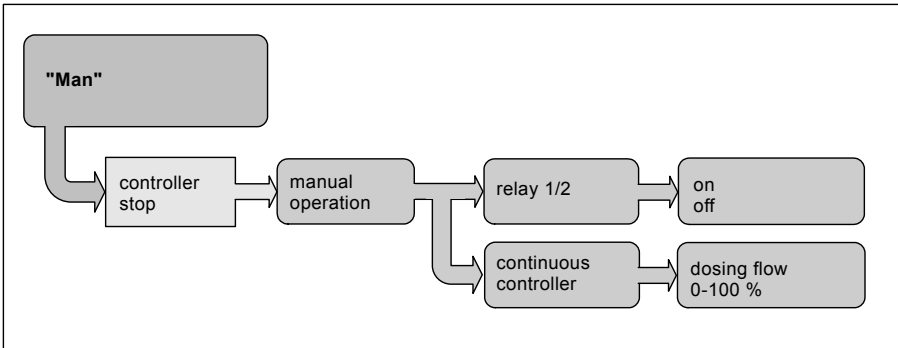 "Man"
controller
stop
manual
operation
relay 1/2
on
off
continuous
controller
dosing flow
0-100 %